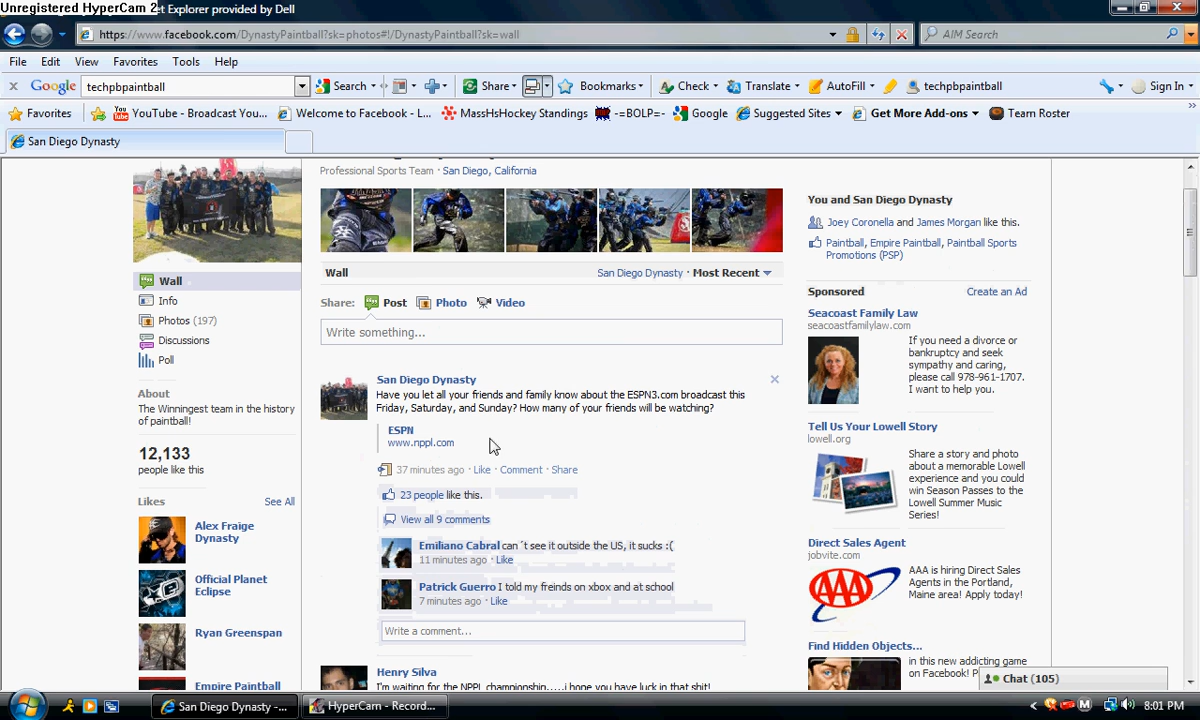 Unregistered HyperCam 2
et Explorer provided by Dell
https://www.facebook.com/DynastyPaintball?sk=photos#!/DynastyPaintball?sk=wall
AIM Search
File Edit View Favorites Tools Help
Google techpbpaintball Search Share Bookmarks Check Translate AutoFill techpbpaintball Sign In
Favorites YouTube - Broadcast You... Welcome to Facebook - L... MassHsHockey Standings -=BOLP=- Google Suggested Sites Get More Add-ons Team Roster
San Diego Dynasty
Professional Sports Team · San Diego, California
Wall
Info
Photos (197)
Discussions
Poll
About
The Winningest team in the history
of paintball!
12,133
people like this
Likes See All
Alex Fraige
Dynasty
Official Planet
Eclipse
Ryan Greenspan
Empire Paintball
Wall San Diego Dynasty · Most Recent
Share: Post Photo Video
Write something...
San Diego Dynasty
Have you let all your friends and family know about the ESPN3.com broadcast this
Friday, Saturday, and Sunday? How many of your friends will be watching?
ESPN
www.nppl.com
37 minutes ago · Like · Comment · Share
23 people like this.
View all 9 comments
Emiliano Cabral can´t see it outside the US, it sucks :(
11 minutes ago · Like
Patrick Guerro I told my freinds on xbox and at school
7 minutes ago · Like
Write a comment...
Henry Silva
I'm waiting for the NPPL championship.....i hope you have luck in that shit!
You and San Diego Dynasty
Joey Coronella and James Morgan like this.
Paintball, Empire Paintball, Paintball Sports
Promotions (PSP)
Sponsored Create an Ad
Seacoast Family Law
seacoastfamilylaw.com
If you need a divorce or
bankruptcy and seek
sympathy and caring,
please call 978-961-1707.
I want to help you.
Tell Us Your Lowell Story
lowell.org
Share a story and photo
about a memorable Lowell
experience and you could
win Season Passes to the
Lowell Summer Music
Series!
Direct Sales Agent
jobvite.com
AAA
AAA is hiring Direct Sales
Agents in the Portland,
Maine area! Apply today!
Find Hidden Objects...
in this new addicting game
on Facebook! P
Chat (105)
San Diego Dynasty -... HyperCam - Record... 8:01 PM